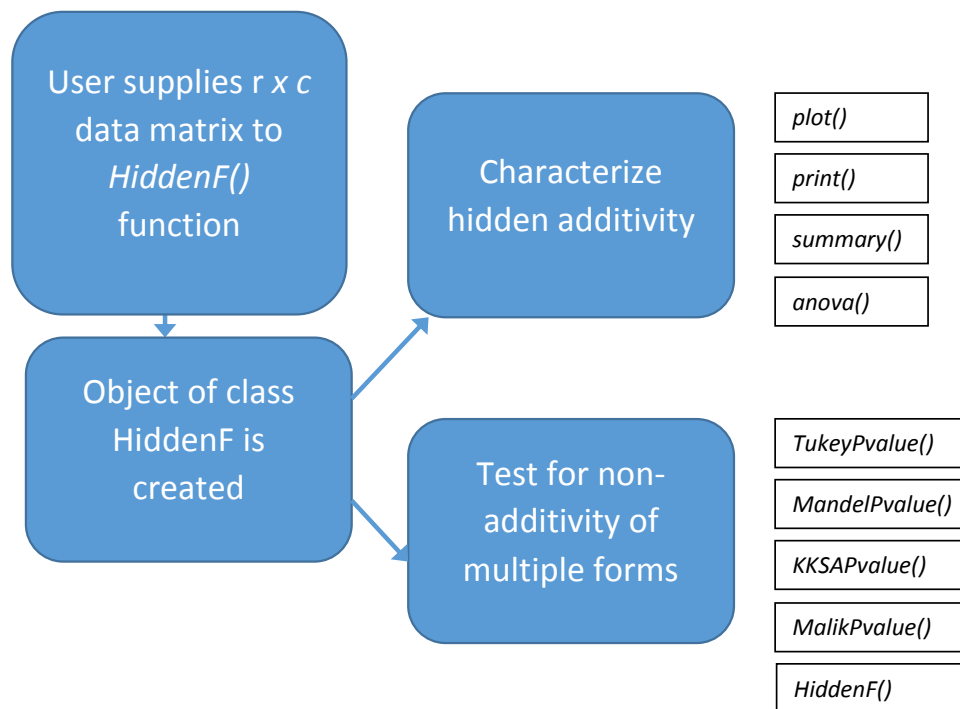 User supplies r x c
data matrix to
HiddenF()
function
Object of class
HiddenF is
created
Characterize
hidden additivity
plot()
print()
summary()
anova()
Test for non-
additivity of
multiple forms
TukeyPvalue()
MandelPvalue()
KKSAPvalue()
MalikPvalue()
HiddenF()